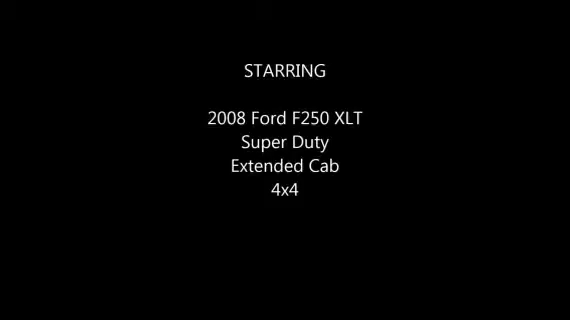 STARRING
2008 Ford F250 XLT
Super Duty
Extended Cab
4x4